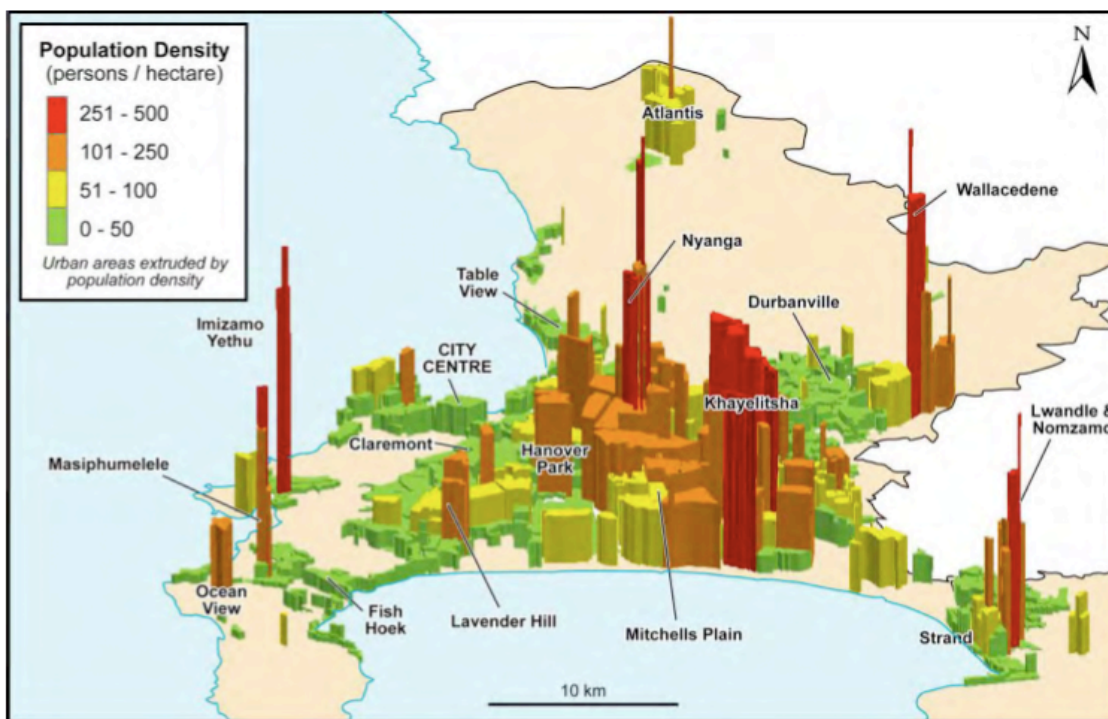 Population Density
(persons / hectare)
251 - 500
101 - 250
51 - 100
0 - 50
Urban areas extruded by
population density
N
Atlantis
Wallacedene
Nyanga
Table
View
Durbanville
Imizamo
Yethu
CITY
CENTRE
Khayelitsha
Lwandle &
Nomzamo
Claremont
Hanover
Park
Masiphumelele
Ocean
View
Fish
Hoek
Lavender Hill
Mitchells Plain
Strand
10 km